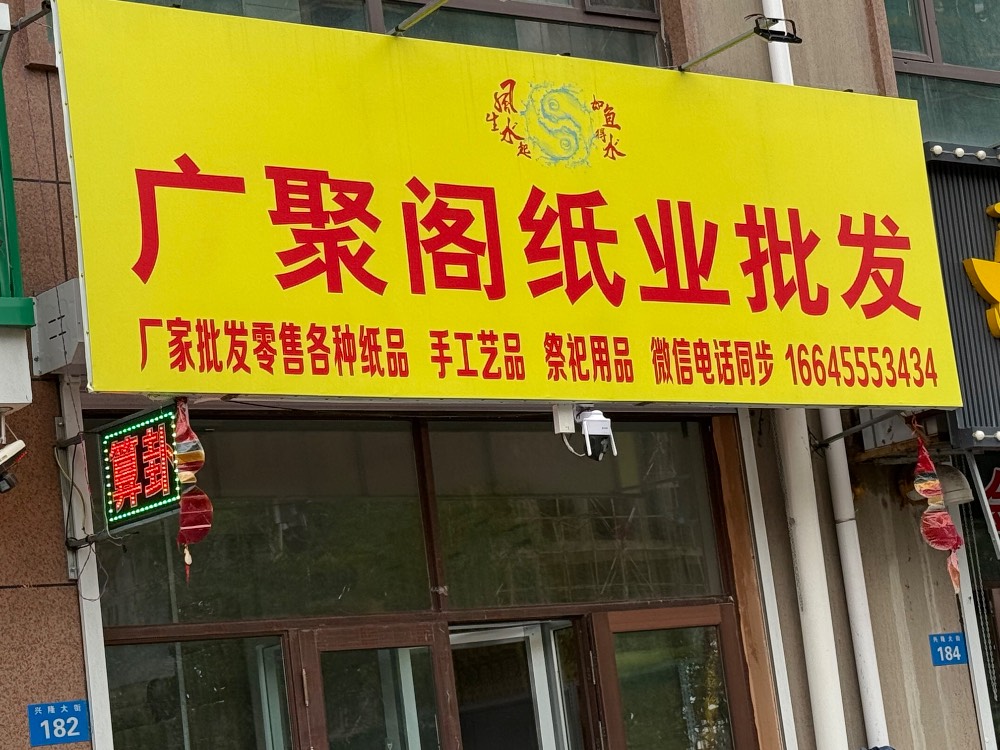 風生水起
如鱼得水
广聚阁纸业批发
厂家批发零售各种纸品 手工艺品 祭祀用品 微信电话同步 16645553434
算卦
兴隆大街
184
兴隆大街
182